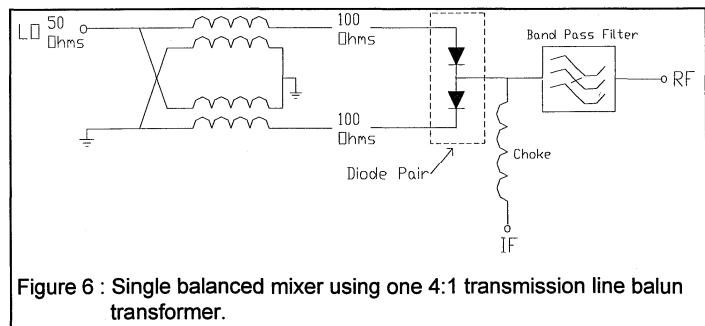 LO 50 Ohms
100 Ohms
Band Pass Filter
RF
100 Ohms
Diode Pair
Choke
IF
Figure 6 : Single balanced mixer using one 4:1 transmission line balun
transformer.